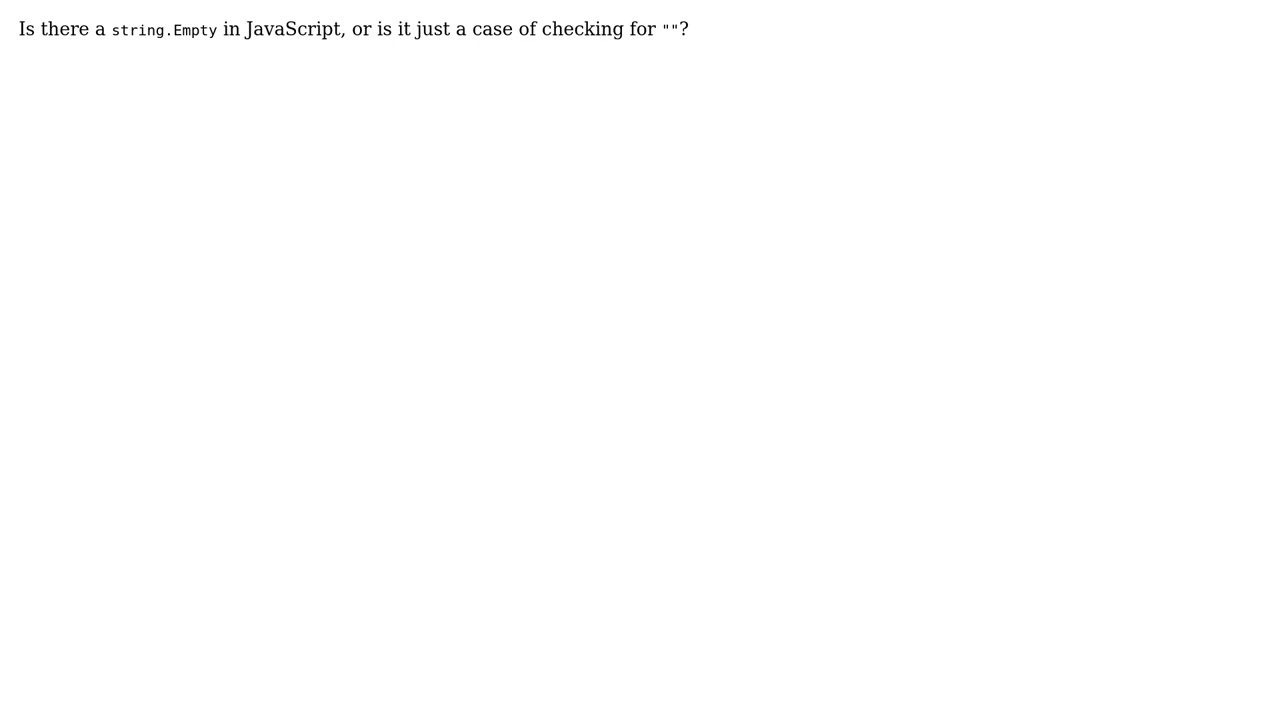 Is there a string.Empty in JavaScript, or is it just a case of checking for ""?